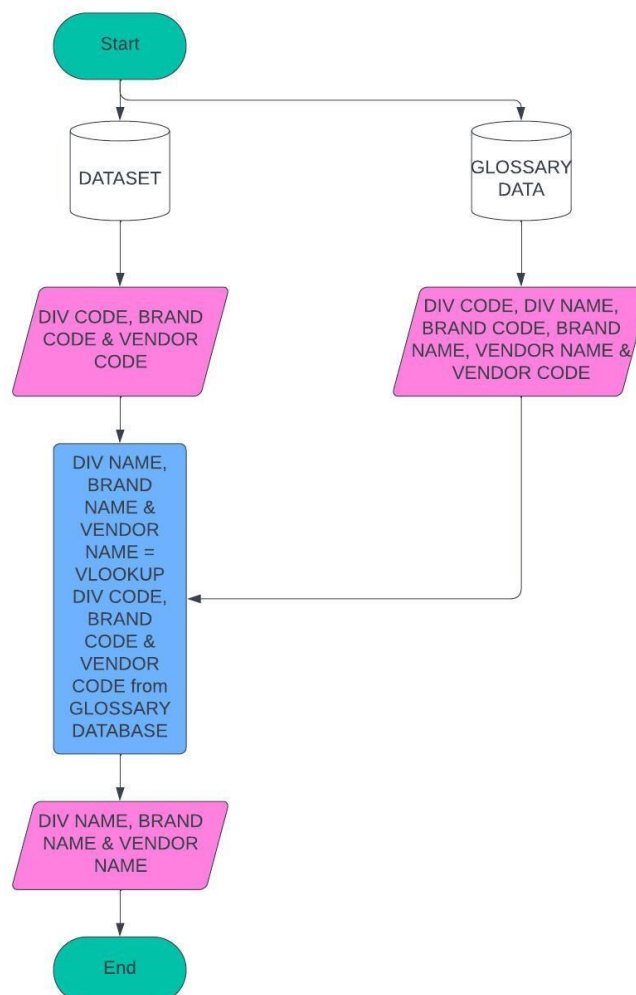 Start
DATASET
GLOSSARY
DATA
DIV CODE, BRAND
CODE & VENDOR
CODE
DIV CODE, DIV NAME,
BRAND CODE, BRAND
NAME, VENDOR NAME &
VENDOR CODE
DIV NAME,
BRAND
NAME &
VENDOR
NAME =
VLOOKUP
DIV CODE,
BRAND
CODE &
VENDOR
CODE from
GLOSSARY
DATABASE
DIV NAME, BRAND
NAME & VENDOR
NAME
End